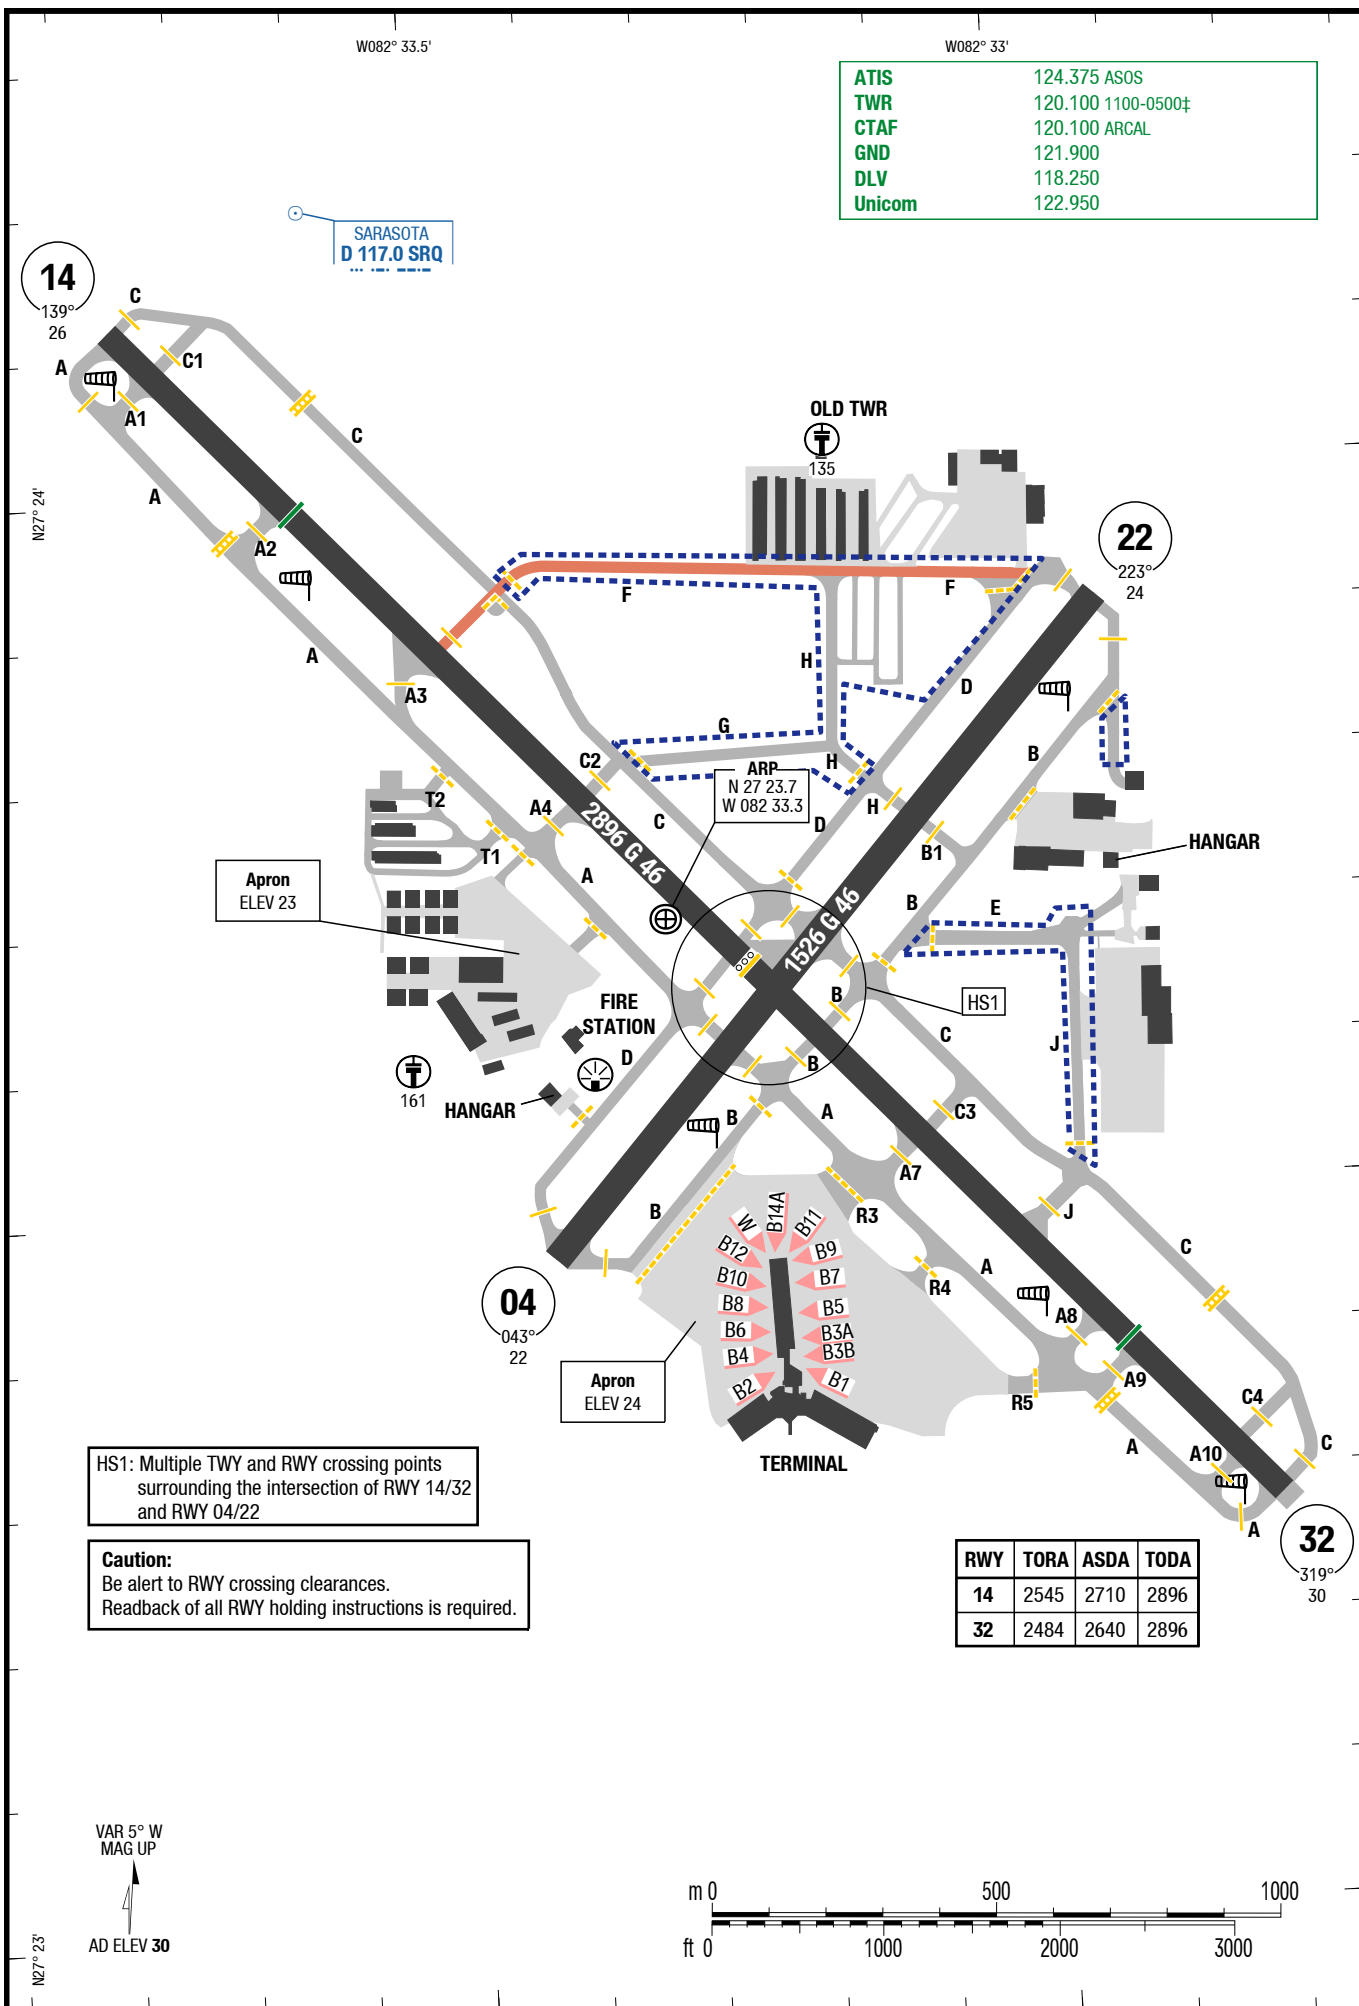 W082° 33.5'
W082° 33'
ATIS 124.375 ASOS
TWR 120.100 1100-0500‡
CTAF 120.100 ARCAL
GND 121.900
DLV 118.250
Unicom 122.950
SARASOTA
D 117.0 SRQ
14
139°
26
C
C1
A
A1
C
OLD TWR
135
A
N27° 24'
A2
22
223°
24
F
F
A
H
D
A3
G
B
C2
H
ARP
N 27 23.7
W 082 33.3
T2
A4
H
C
D
2896 G 46
B1
HANGAR
T1
A
Apron
ELEV 23
B
E
1526 G 46
FIRE
STATION
B
HS1
C
J
D
B
161
HANGAR
B
A
C3
A7
B14A
B11
W
R3
J
B
B12
B9
C
B10
B7
A
R4
04
043°
22
B8
B5
B6
B3A
A8
B4
B3B
Apron
ELEV 24
B2
B1
A9
R5
C4
A
C
A10
TERMINAL
HS1: Multiple TWY and RWY crossing points
surrounding the intersection of RWY 14/32
and RWY 04/22
A
32
319°
30
Caution:
Be alert to RWY crossing clearances.
Readback of all RWY holding instructions is required.
RWY TORA ASDA TODA
14 2545 2710 2896
32 2484 2640 2896
VAR 5° W
MAG UP
AD ELEV 30
N27° 23'
m 0 500 1000
ft 0 1000 2000 3000